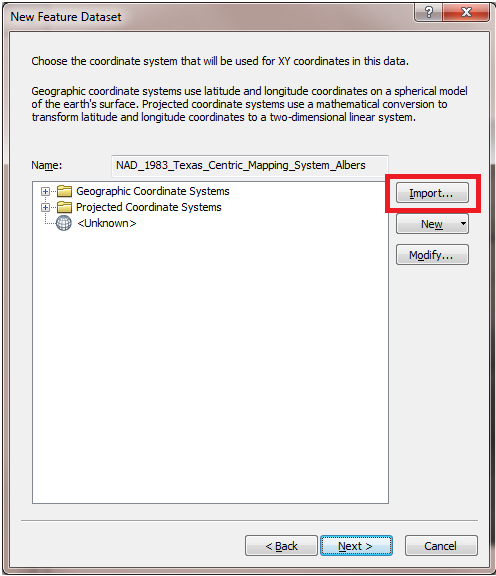 New Feature Dataset
?
Choose the coordinate system that will be used for XY coordinates in this data.
Geographic coordinate systems use latitude and longitude coordinates on a spherical model
of the earth's surface. Projected coordinate systems use a mathematical conversion to
transform latitude and longitude coordinates to a two-dimensional linear system.
Name: NAD_1983_Texas_Centric_Mapping_System_Albers
Geographic Coordinate Systems
Projected Coordinate Systems
<Unknown>
Import...
New
Modify...
< Back Next > Cancel